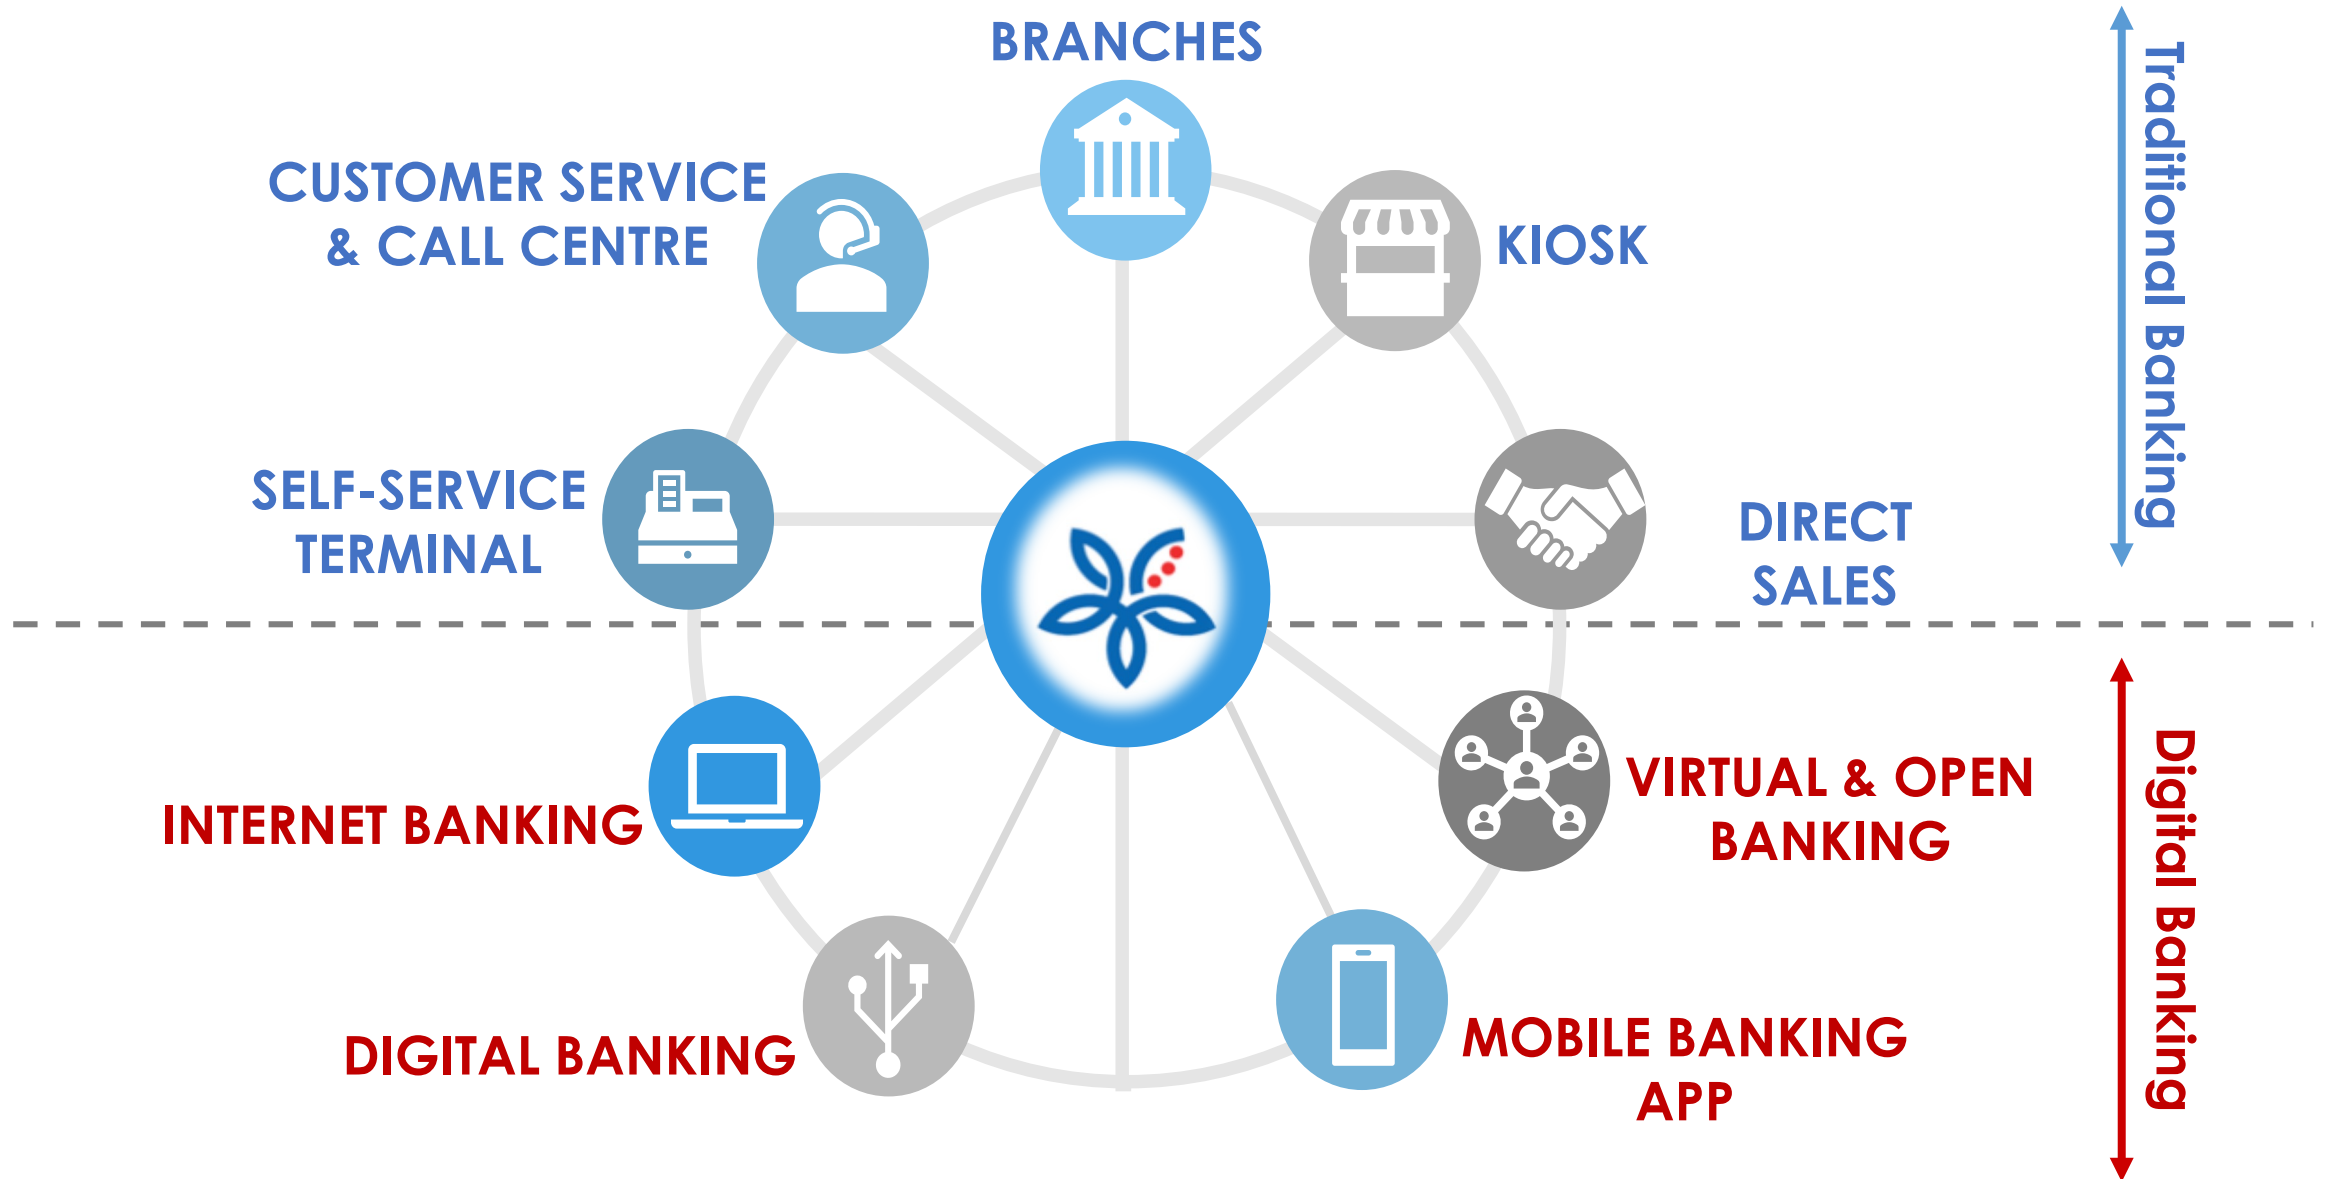 BRANCHES
CUSTOMER SERVICE
& CALL CENTRE
KIOSK
SELF-SERVICE
TERMINAL
DIRECT
SALES
Traditional Banking
INTERNET BANKING
VIRTUAL & OPEN
BANKING
DIGITAL BANKING
MOBILE BANKING
APP
Digital Banking